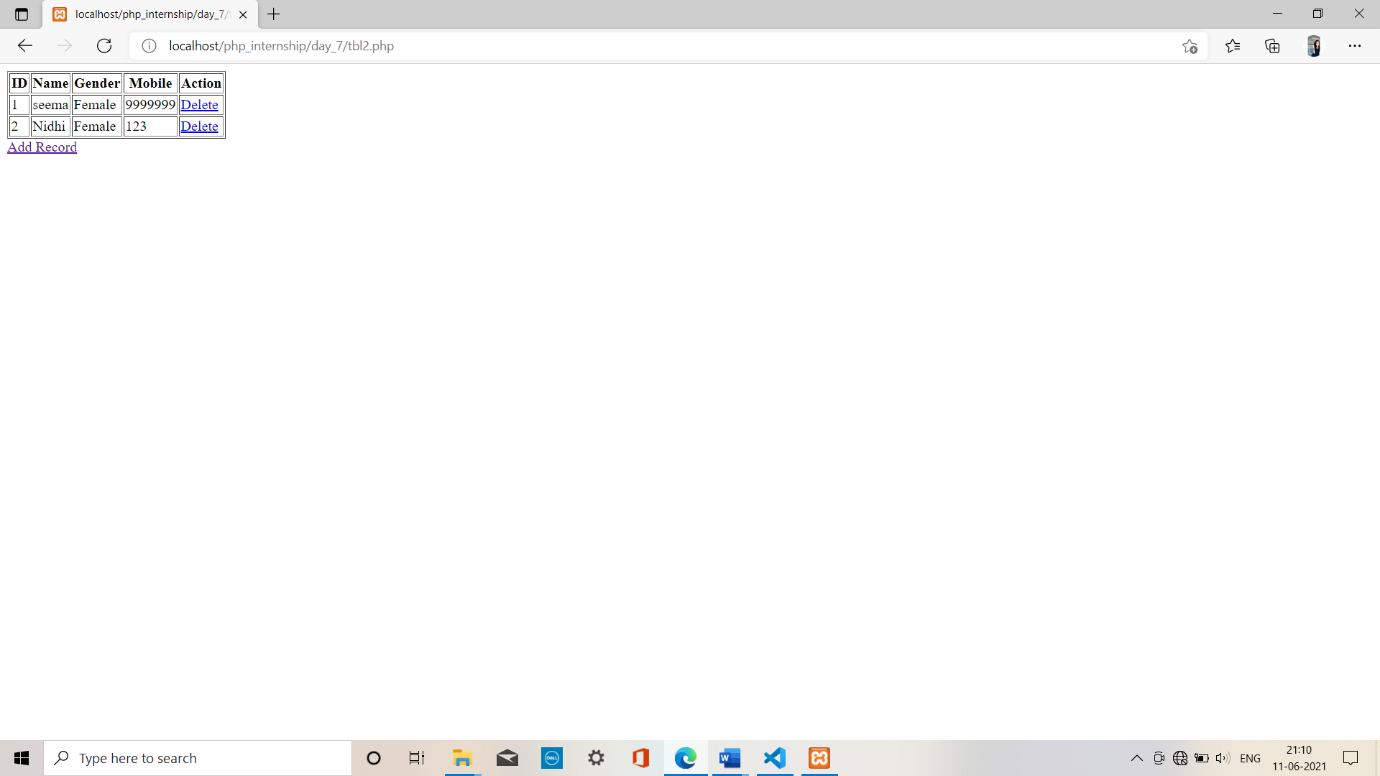 localhost/php_internship/day_7/
localhost/php_internship/day_7/tbl2.php
ID Name Gender Mobile Action
1 seema Female 9999999 Delete
2 Nidhi Female 123 Delete
Add Record
Type here to search
DELL
W
ENG
21:10
11-06-2021